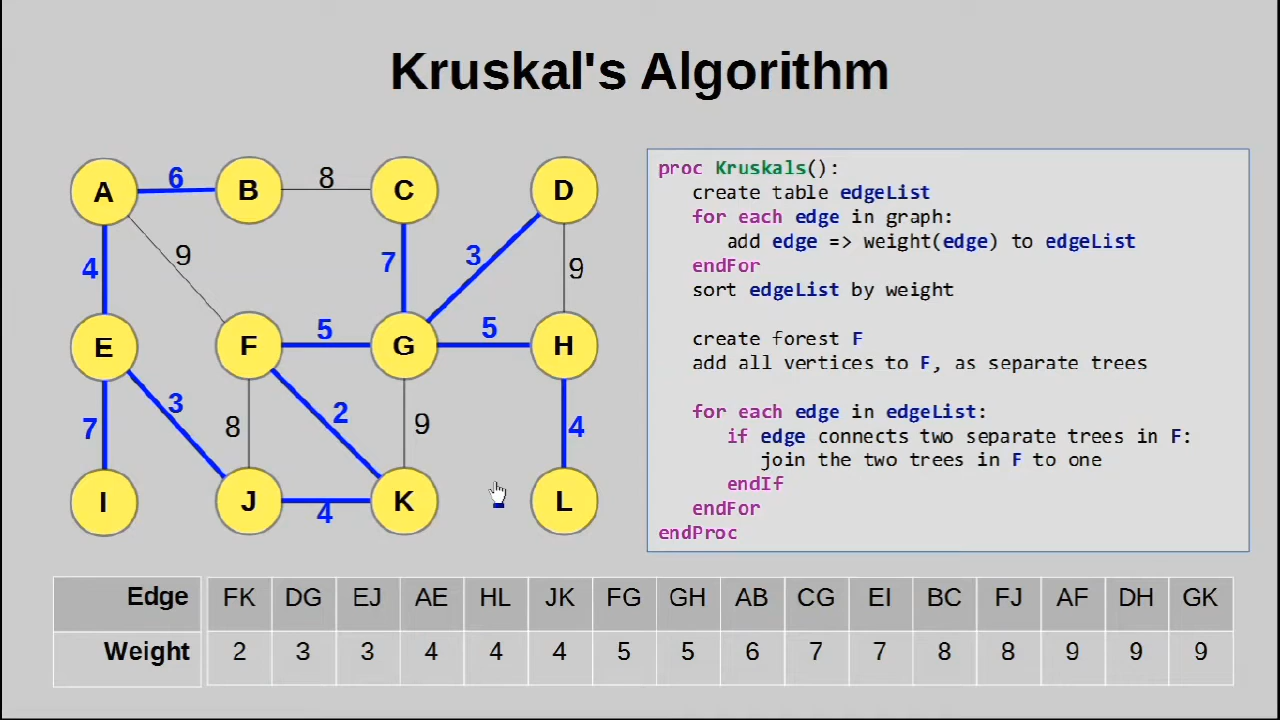 Kruskal's Algorithm
A 6 B 8 C D
4 9 7 3 9
E F 5 G 5 H
7 3 8 2 9 4
I J 4 K L
proc Kruskals():
create table edgeList
for each edge in graph:
add edge => weight(edge) to edgeList
endFor
sort edgeList by weight
create forest F
add all vertices to F, as separate trees
for each edge in edgeList:
if edge connects two separate trees in F:
join the two trees in F to one
endIf
endFor
endProc
Edge FK DG EJ AE HL JK FG GH AB CG EI BC FJ AF DH GK
Weight 2 3 3 4 4 4 5 5 6 7 7 8 8 9 9 9